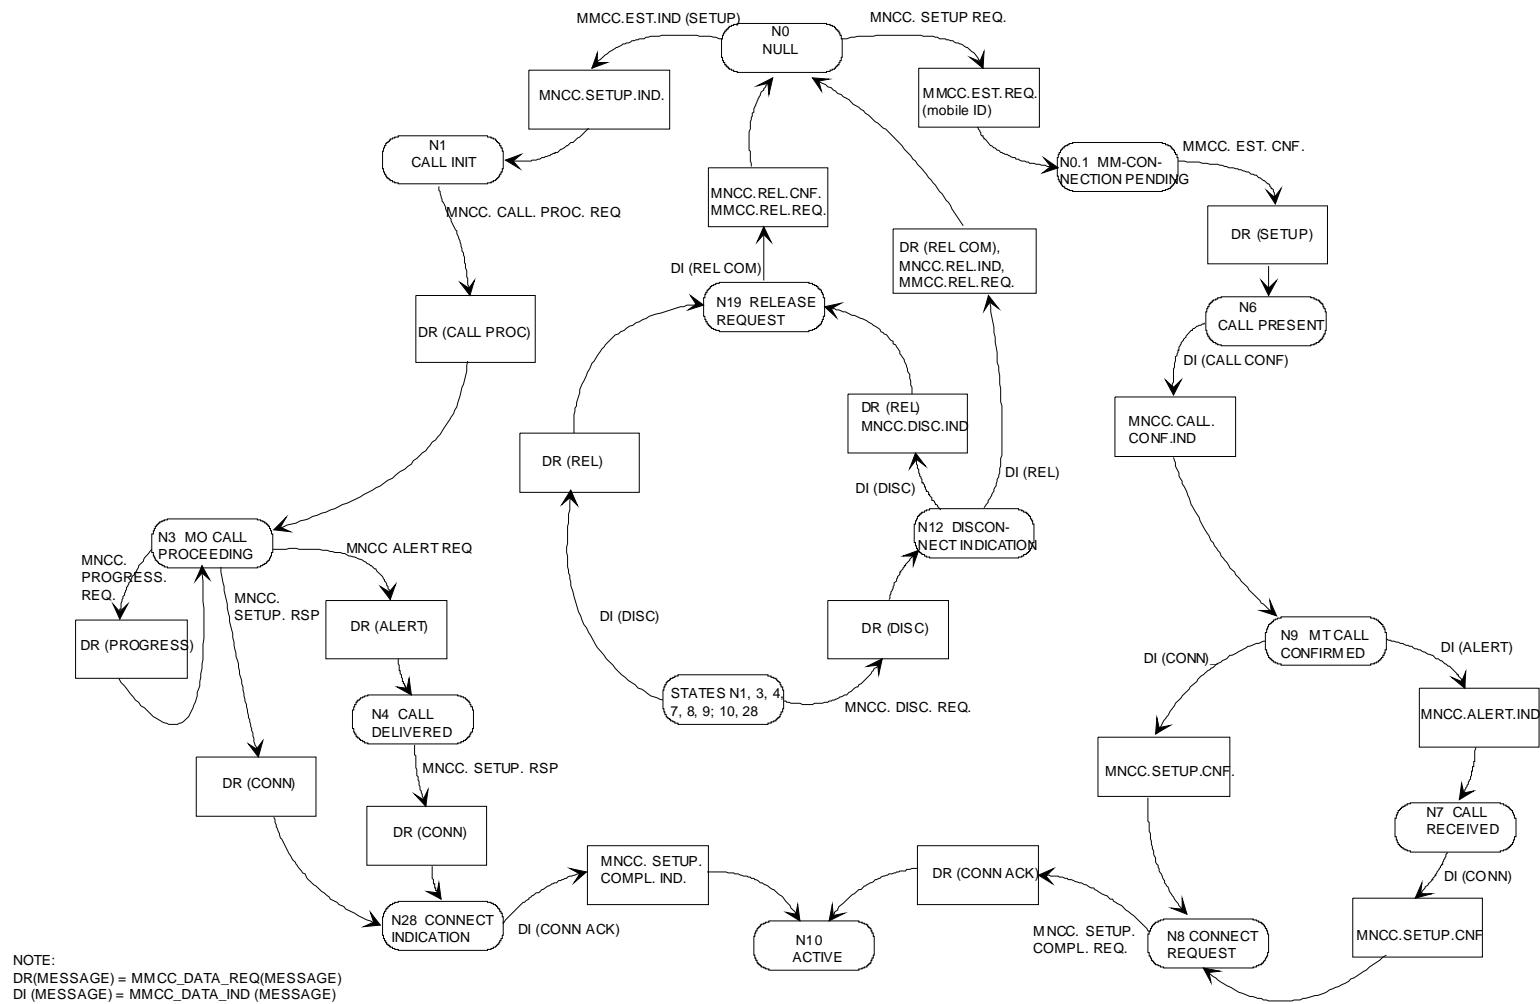 MMCC.EST.IND (SETUP)
N0
NULL
MNCC. SETUP REQ.
MNCC.SETUP.IND.
MMCC.EST.REQ.
(mobile ID)
N1
CALL INIT
N0.1 MM-CON-
NECTION PENDING
MMCC. EST. CNF.
MNCC. CALL. PROC. REQ
MNCC.REL.CNF.
MMCC.REL.REQ.
DR (REL COM),
MNCC.REL.IND,
MMCC.REL.REQ.
DR (SETUP)
DI (REL COM)
N19 RELEASE
REQUEST
N6
CALL PRESENT
DR (CALL PROC)
DI (CALL CONF)
DR (REL)
MNCC.DISC.IND
MNCC. CALL.
CONF.IND
DR (REL)
DI (DISC)
DI (REL)
N3 MO CALL
PROCEEDING
MNCC ALERT REQ
N12 DISCON-
NECT INDICATION
MNCC.
PROGRESS.
REQ.
MNCC.
SETUP. RSP
DI (DISC)
DR (PROGRESS)
DR (ALERT)
DR (DISC)
N9 MT CALL
CONFIRMED
DI (CONN)
DI (ALERT)
STATES N1, 3, 4,
7, 8, 9; 10, 28
MNCC. DISC. REQ.
N4 CALL
DELIVERED
MNCC.ALERT.IND
MNCC. SETUP. RSP
MNCC.SETUP.CNF.
DR (CONN)
DR (CONN)
N7 CALL
RECEIVED
MNCC. SETUP.
COMPL. IND.
DR (CONN ACK)
DI (CONN)
N28 CONNECT
INDICATION
DI (CONN ACK)
N10
ACTIVE
MNCC. SETUP.
COMPL. REQ.
N8 CONNECT
REQUEST
MNCC.SETUP.CNF
NOTE:
DR(MESSAGE) = MMCC_DATA_REQ(MESSAGE)
DI (MESSAGE) = MMCC_DATA_IND (MESSAGE)